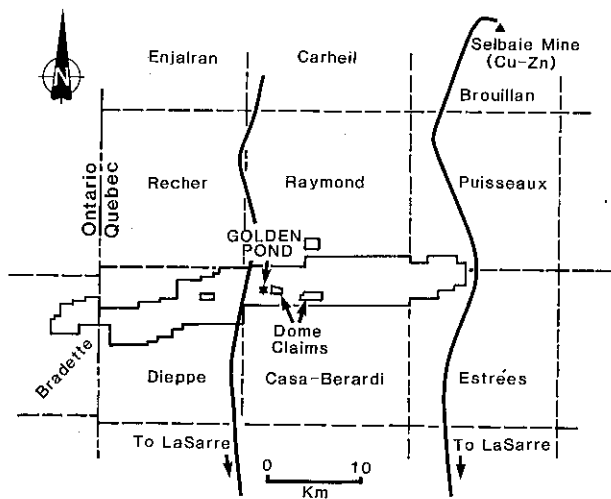 N
Enjalran
Carheil
Selbaie Mine
(Cu-Zn)
Brouillan
Ontario
Quebec
Recher
Raymond
Puisseaux
GOLDEN
POND
Dome
Claims
Bradette
Dieppe
Casa-Berardi
Estrées
To LaSarre
To LaSarre
0 10
Km